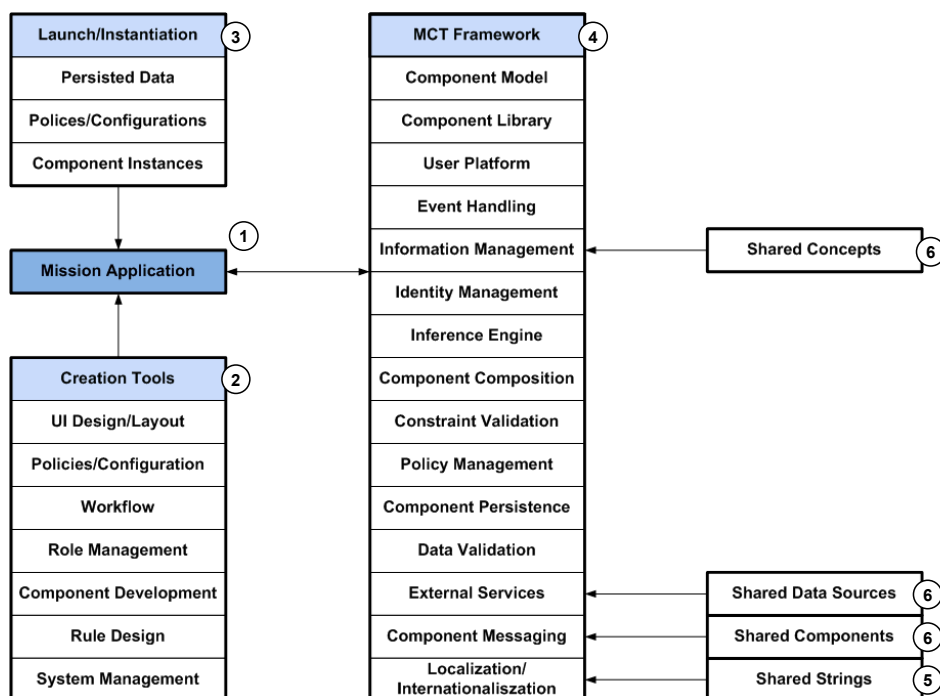 Launch/Instantiation
3
Persisted Data
Polices/Configurations
Component Instances
1
Mission Application
Creation Tools
2
UI Design/Layout
Policies/Configuration
Workflow
Role Management
Component Development
Rule Design
System Management
MCT Framework
4
Component Model
Component Library
User Platform
Event Handling
Information Management
Identity Management
Inference Engine
Component Composition
Constraint Validation
Policy Management
Component Persistence
Data Validation
External Services
Component Messaging
Localization/
Internationaliszation
Shared Concepts
6
Shared Data Sources
6
Shared Components
6
Shared Strings
5